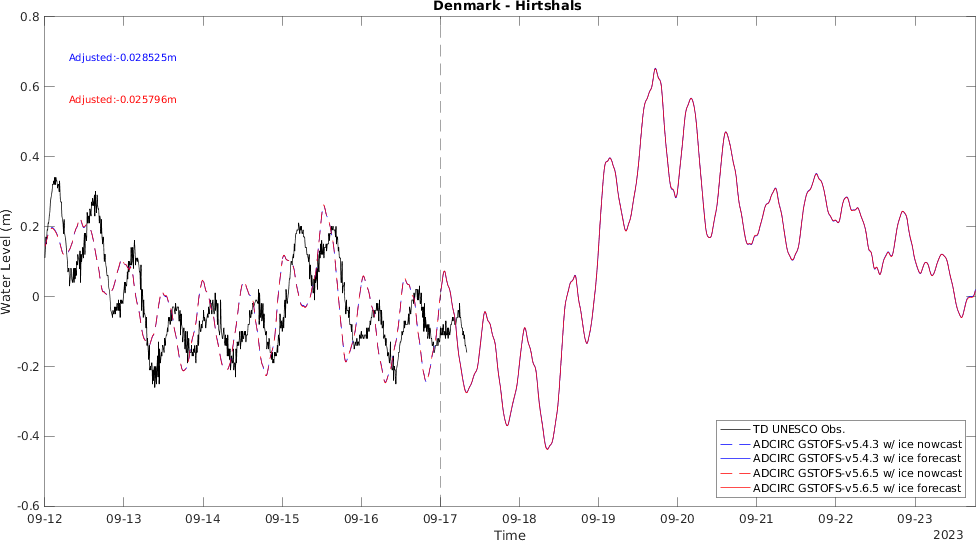 Denmark - Hirtshals
Adjusted:-0.028525m
Adjusted:-0.025796m
Water Level (m)
0.8
0.6
0.4
0.2
0
-0.2
-0.4
-0.6
TD UNESCO Obs.
ADCIRC GSTOFS-v5.4.3 w/ ice nowcast
ADCIRC GSTOFS-v5.4.3 w/ ice forecast
ADCIRC GSTOFS-v5.6.5 w/ ice nowcast
ADCIRC GSTOFS-v5.6.5 w/ ice forecast
09-12 09-13 09-14 09-15 09-16 09-17 09-18 09-19 09-20 09-21 09-22 09-23
Time
2023